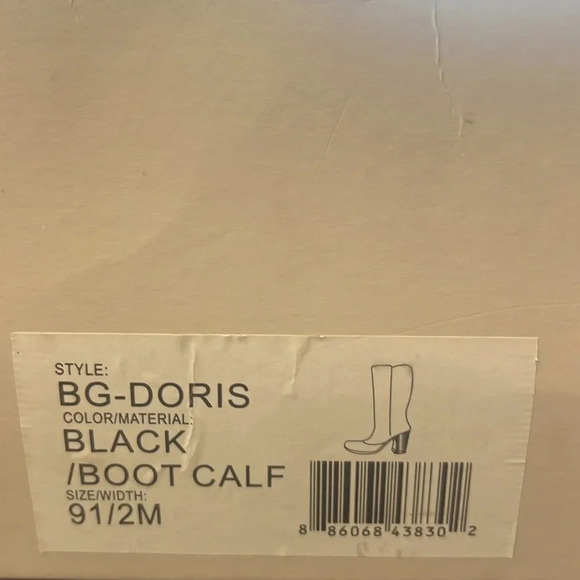 STYLE:
BG-DORIS
COLOR/MATERIAL:
BLACK
/BOOT CALF
SIZE/WIDTH:
91/2M
8 86068 43830 2